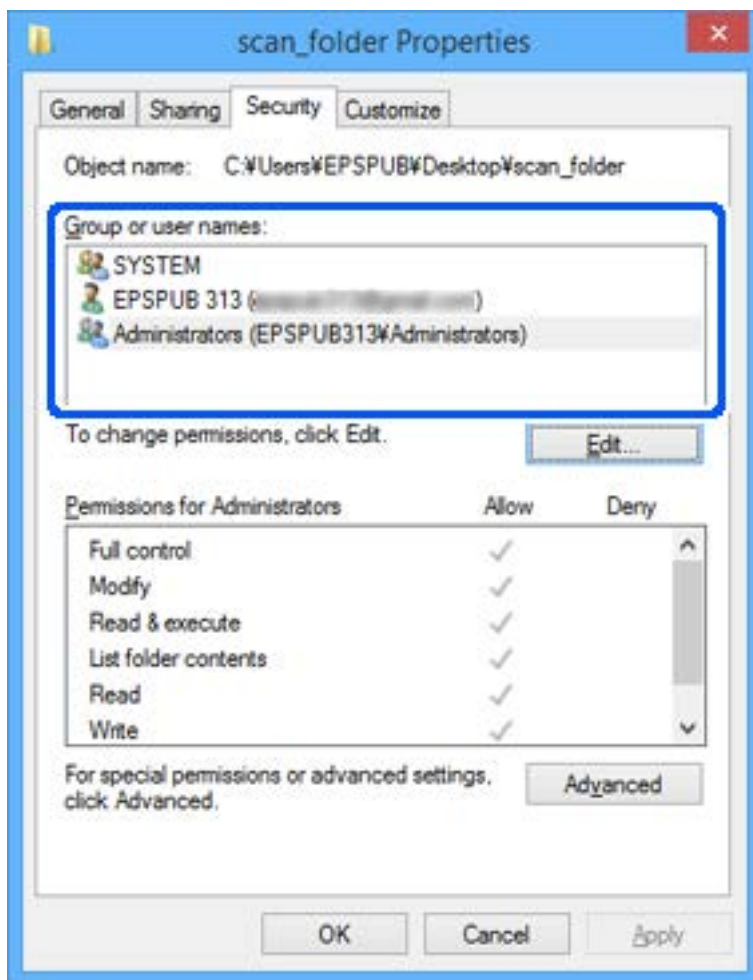 scan_folder Properties
General Sharing Security Customize
Object name: C:¥Users¥EPSPUB¥Desktop¥scan_folder
Group or user names:
SYSTEM
EPSPUB 313 ( )
Administrators (EPSPUB313¥Administrators)
To change permissions, click Edit.
Edit...
Permissions for Administrators Allow Deny
Full control
Modify
Read & execute
List folder contents
Read
Write
For special permissions or advanced settings,
click Advanced.
Advanced
OK Cancel Apply